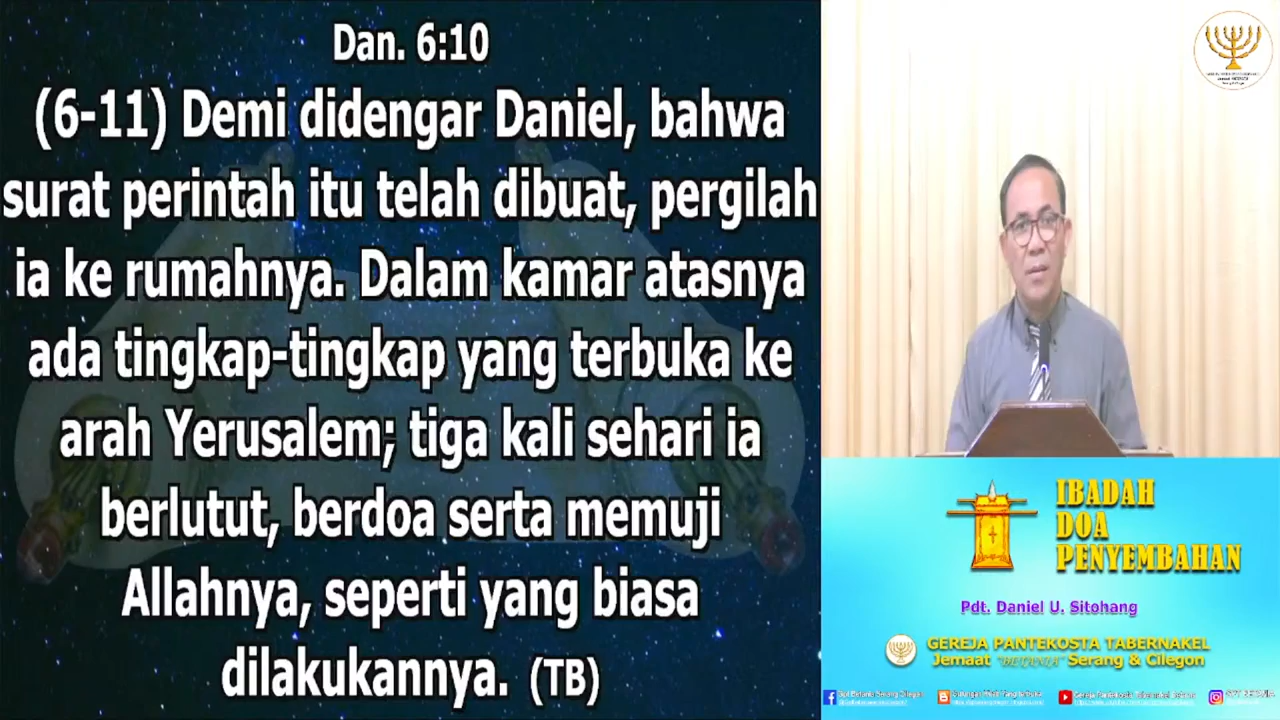 Dan. 6:10
(6-11) Demi didengar Daniel, bahwa
surat perintah itu telah dibuat, pergilah
ia ke rumahnya. Dalam kamar atasnya
ada tingkap-tingkap yang terbuka ke
arah Yerusalem; tiga kali sehari ia
berlutut, berdoa serta memuji
Allahnya, seperti yang biasa
dilakukannya. (TB)
IBADAH
DOA
PENYEMBAHAN
Pdt. Daniel U. Sitohang
GEREJA PANTEKOSTA TABERNAKEL
Jemaat "BETANIA" Serang & Cilegon